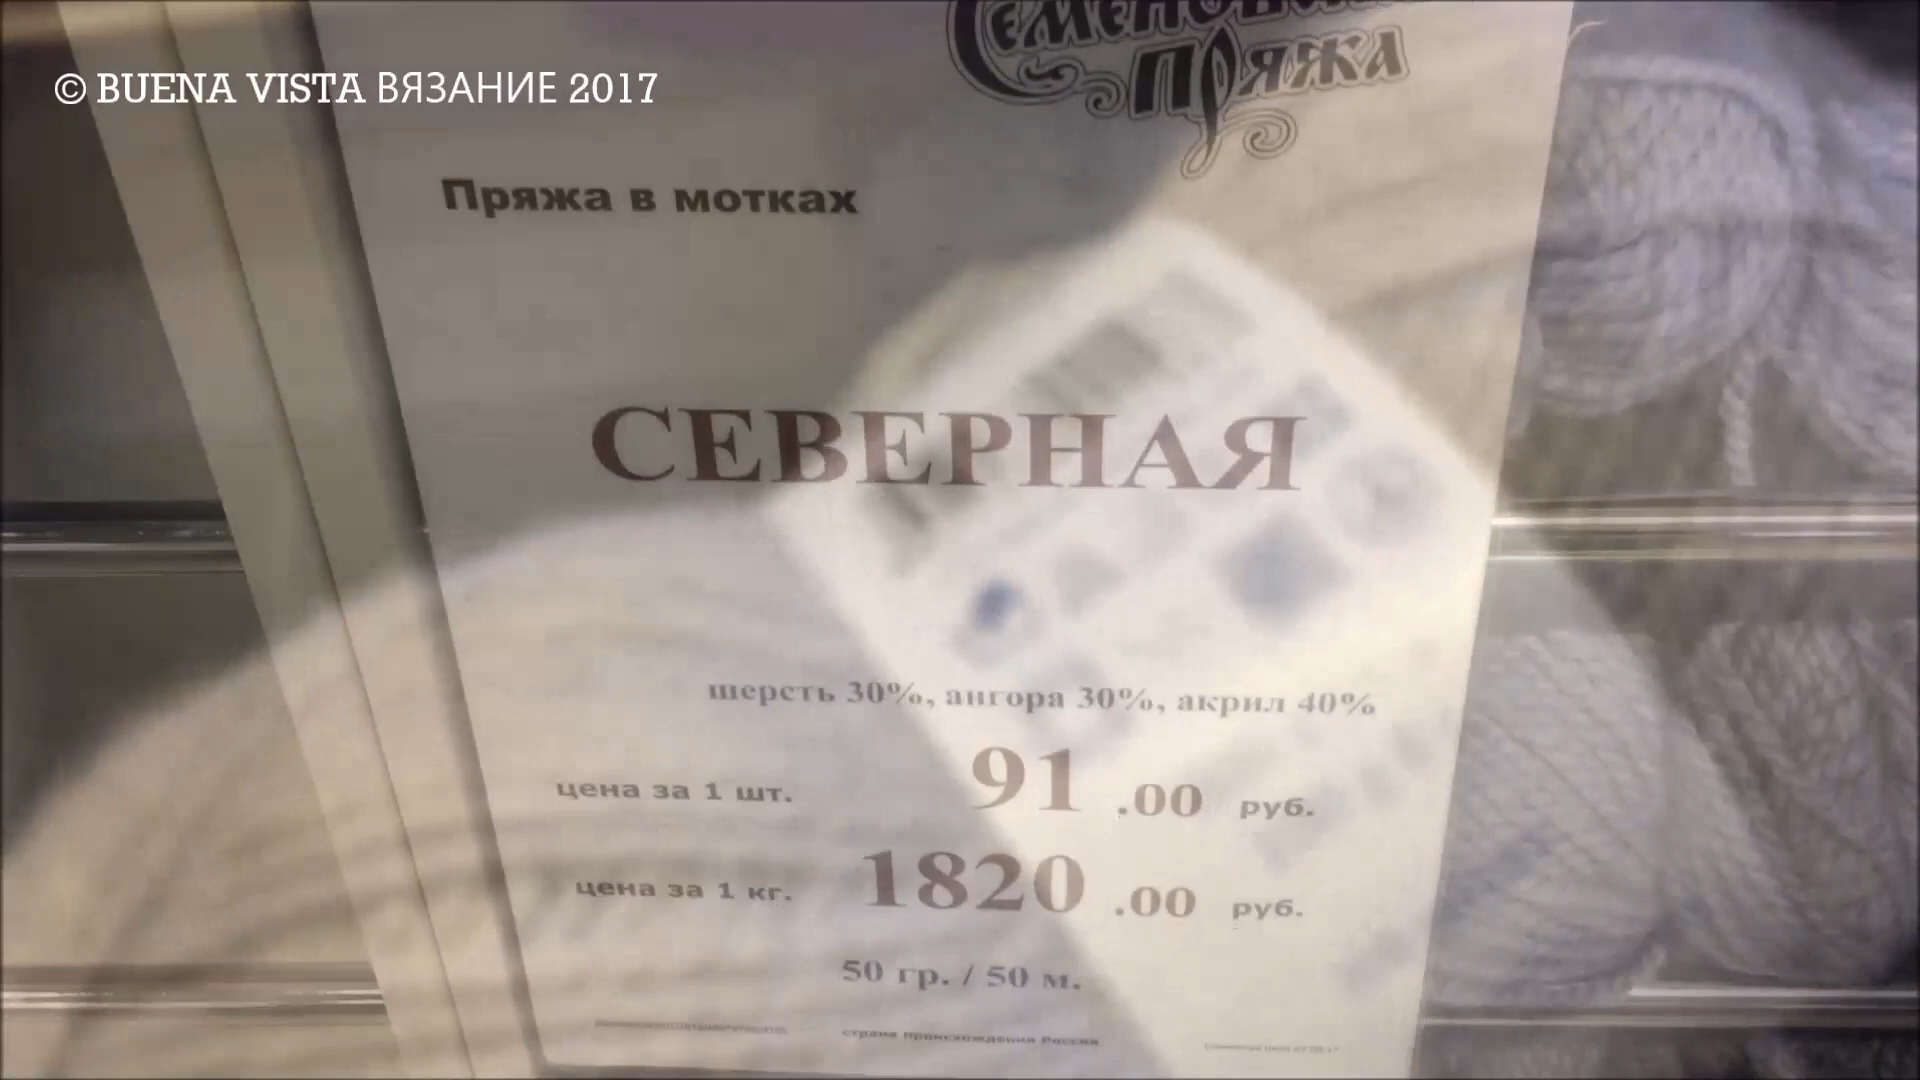 © BUENA VISTA ВЯЗАНИЕ 2017
Пряжа
Пряжа в мотках
СЕВЕРНАЯ
шерсть 30%, ангора 30%, акрил 40%
цена за 1 шт. 91.00 руб.
цена за 1 кг. 1820.00 руб.
50 гр. / 50 м.
страна происхождения Россия